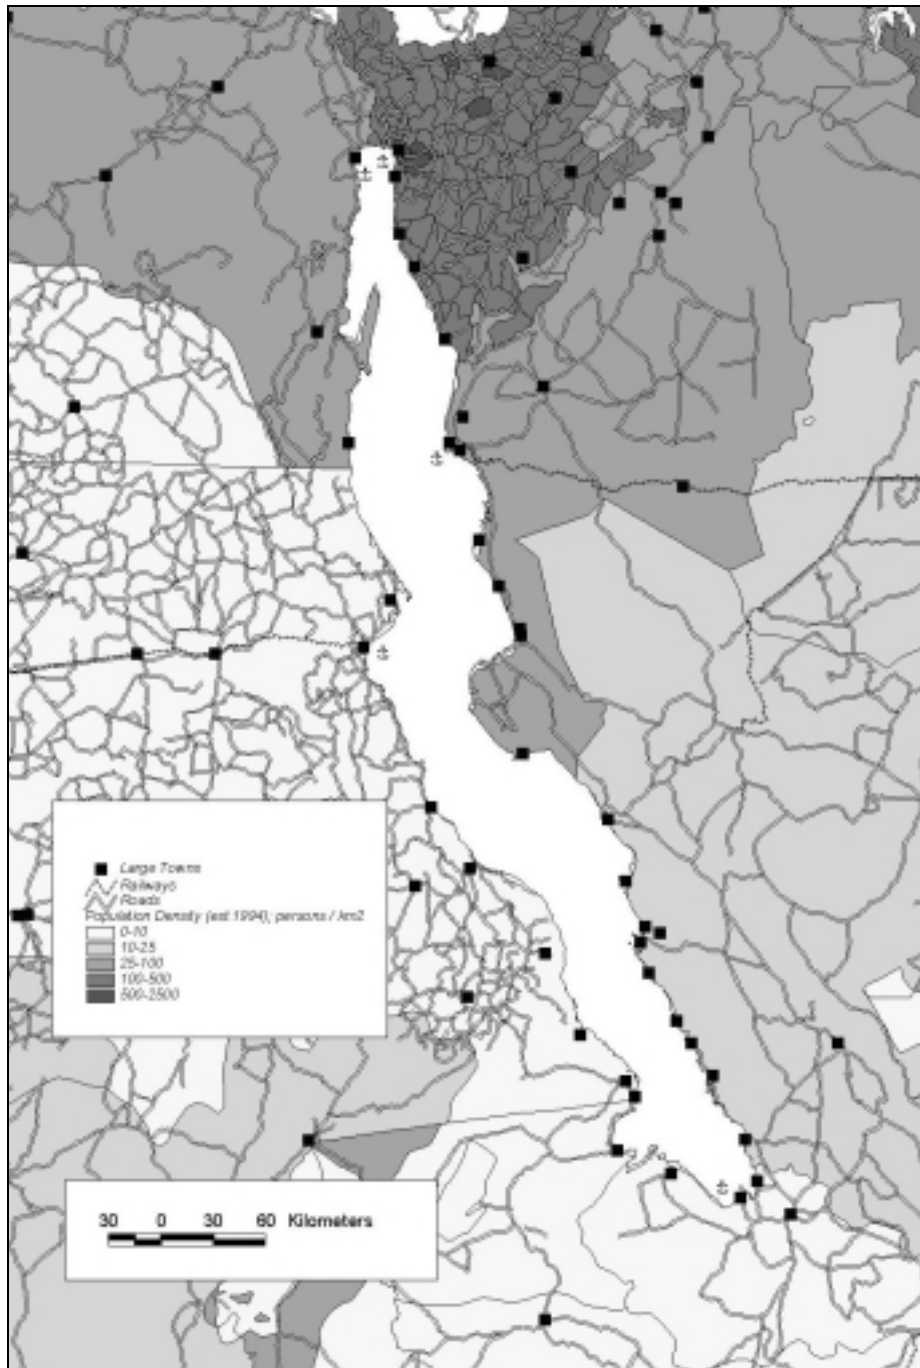 Large Towns
Railways
Roads
Population Density (est 1994); persons / km2
0-10
10-25
25-100
100-500
500-2500
30 0 30 60 Kilometers